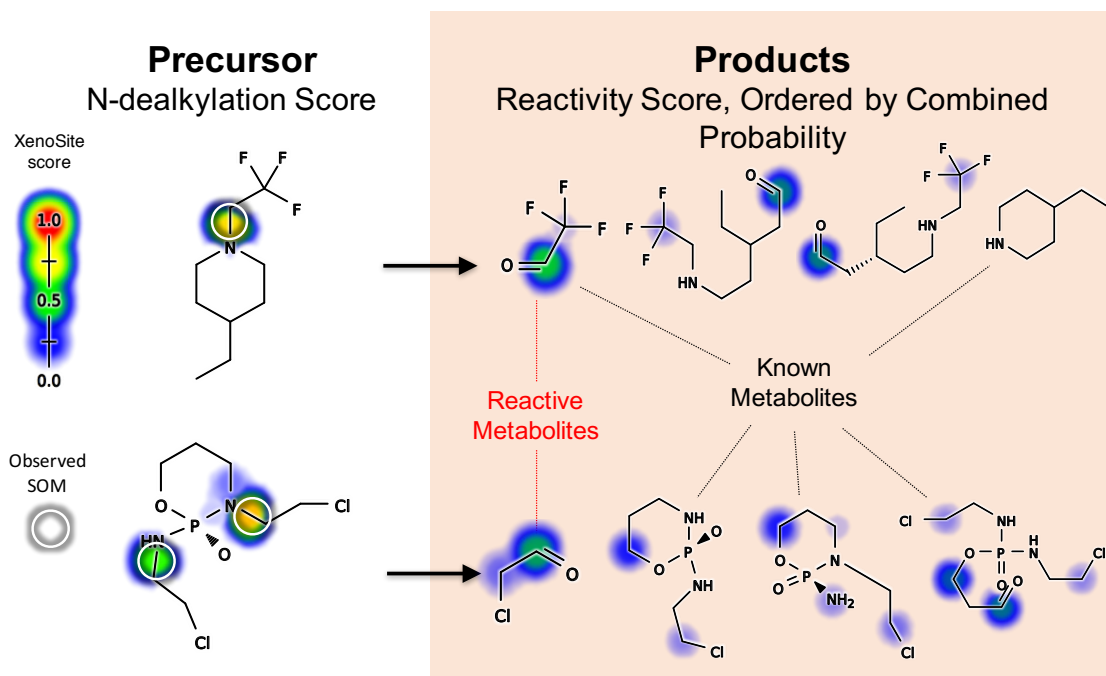 Precursor
N-dealkylation Score
Products
Reactivity Score, Ordered by Combined
Probability
XenoSite
score
1.0
0.5
0.0
F
F
F
N
F
F
F
O
O
F
F
F
HN
F
F
F
O
HN
HN
Known
Metabolites
Reactive
Metabolites
Observed
SOM
O
P
N
HN
O
Cl
Cl
O
Cl
NH
P
O
O
NH
Cl
O
P
N
O
NH2
Cl
Cl
NH
O
P
N
H
O
O
Cl